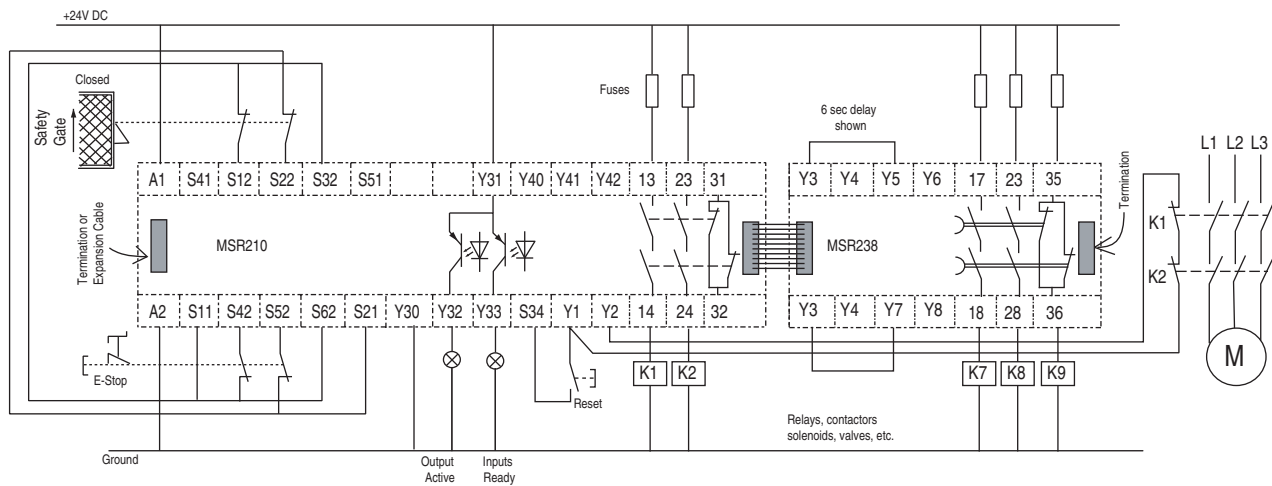 +24V DC
Closed
Safety
Gate
Fuses
6 sec delay
shown
L1 L2 L3
A1 S41 S12 S22 S32 S51 Y31 Y40 Y41 Y42 13 23 31
Y3 Y4 Y5 Y6 17 23 35
Termination
Termination or
Expansion Cable
MSR210
MSR238
K1
K2
A2 S11 S42 S52 S62 S21 Y30 Y32 Y33 S34 Y1 Y2 14 24 32
Y3 Y4 Y7 Y8 18 28 36
E-Stop
Reset
K1 K2
K7 K8 K9
M
Relays, contactors
solenoids, valves, etc.
Ground
Output
Active
Inputs
Ready